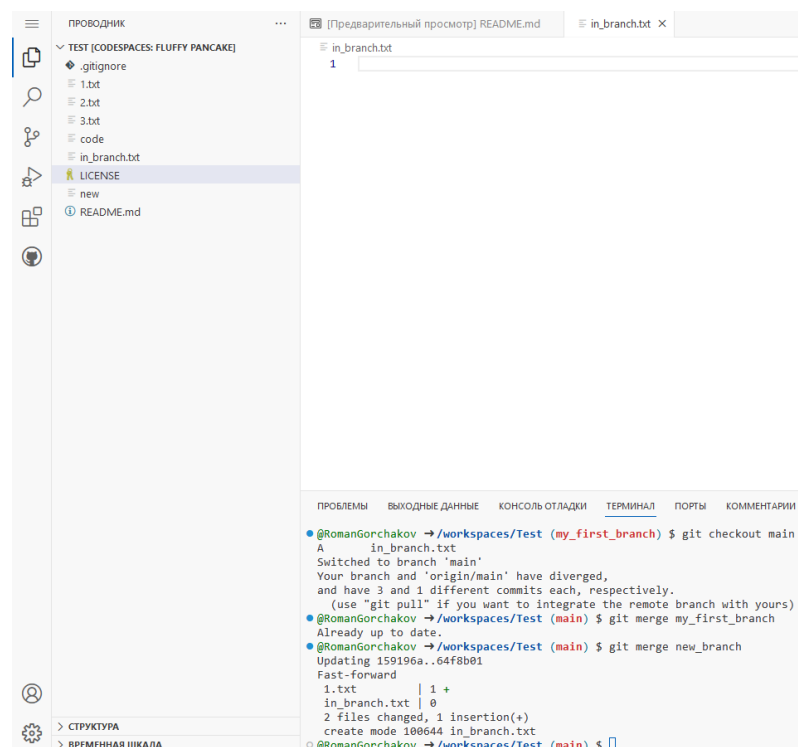 ПРОВОДНИК
TEST [CODESPACES: FLUFFY PANCAKE]
.gitignore
1.txt
2.txt
3.txt
code
in_branch.txt
LICENSE
new
README.md
СТРУКТУРА
ВРЕМЕННАЯ ШКАЛА
[Предварительный просмотр] README.md
in_branch.txt
in_branch.txt
1
ПРОБЛЕМЫ ВЫХОДНЫЕ ДАННЫЕ КОНСОЛЬ ОТЛАДКИ ТЕРМИНАЛ ПОРТЫ КОММЕНТАРИИ
@RomanGorchakov → /workspaces/Test (my_first_branch) $ git checkout main
A in_branch.txt
Switched to branch 'main'
Your branch and 'origin/main' have diverged,
and have 3 and 1 different commits each, respectively.
(use "git pull" if you want to integrate the remote branch with yours)
@RomanGorchakov → /workspaces/Test (main) $ git merge my_first_branch
Already up to date.
@RomanGorchakov → /workspaces/Test (main) $ git merge new_branch
Updating 159196a..64f8b01
Fast-forward
1.txt | 1 +
in_branch.txt | 0
2 files changed, 1 insertion(+)
create mode 100644 in_branch.txt
@RomanGorchakov → /workspaces/Test (main) $